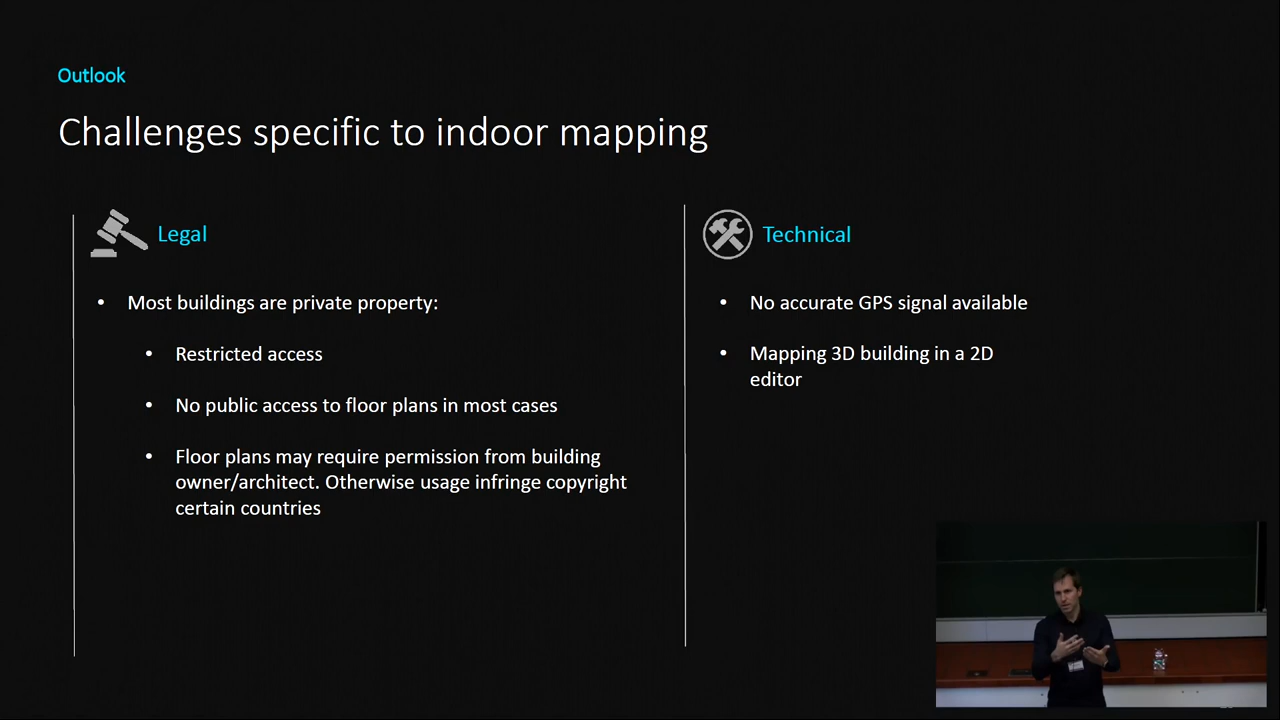 Outlook
Challenges specific to indoor mapping
Legal
• Most buildings are private property:
• Restricted access
• No public access to floor plans in most cases
• Floor plans may require permission from building
owner/architect. Otherwise usage infringe copyright
certain countries
Technical
• No accurate GPS signal available
• Mapping 3D building in a 2D
editor